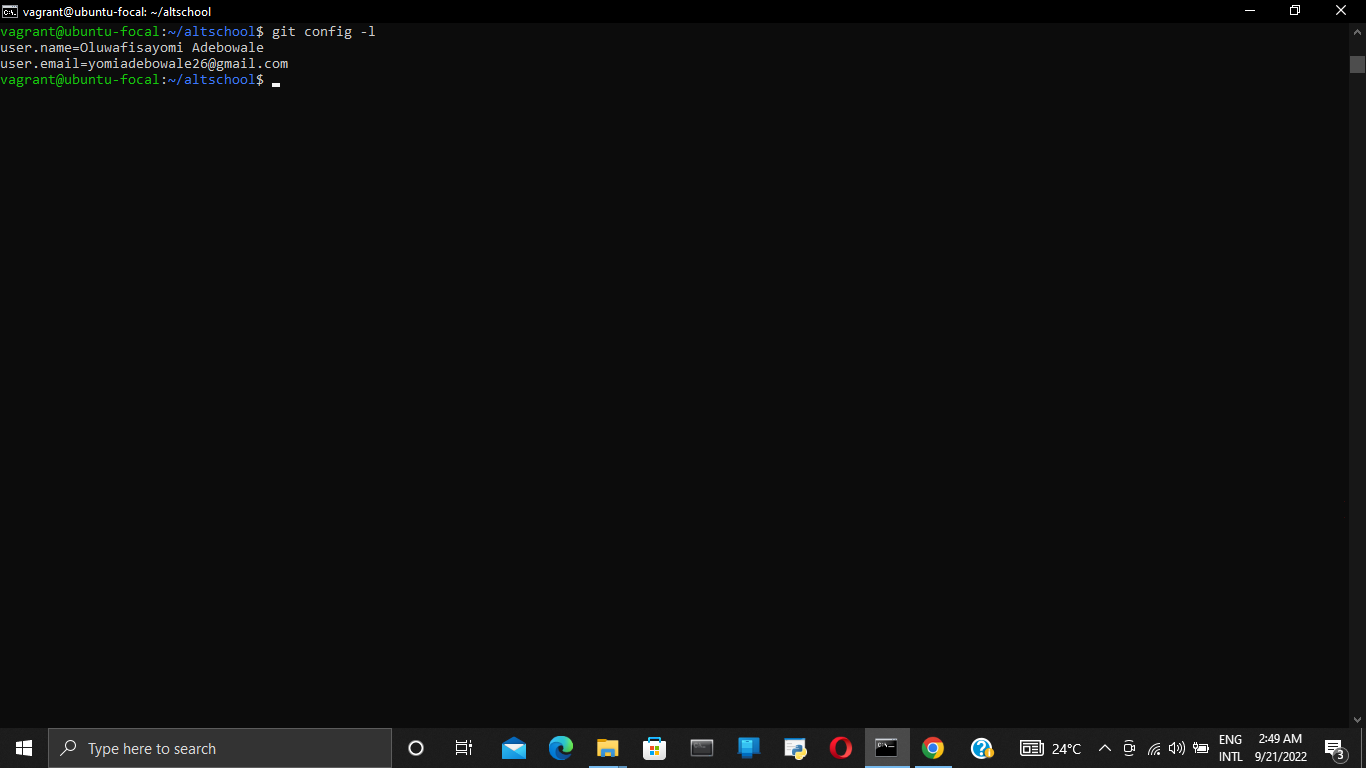 vagrant@ubuntu-focal: ~/altschool
vagrant@ubuntu-focal:~/altschool$ git config -l
user.name=Oluwafisayomi Adebowale
user.email=yomiadebowale26@gmail.com
vagrant@ubuntu-focal:~/altschool$
Type here to search
24°C
ENG
INTL
2:49 AM
9/21/2022
3